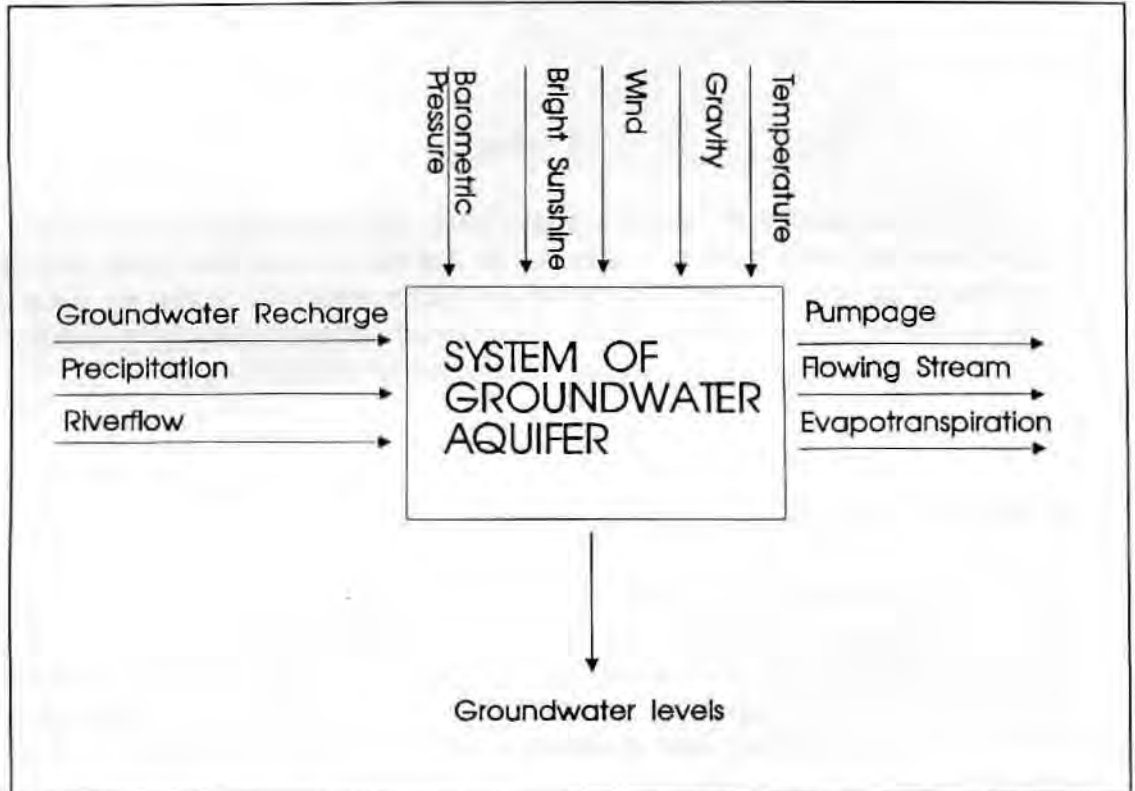 Barometric
Pressure
Bright Sunshine
Wind
Gravity
Temperature
Groundwater Recharge
Precipitation
Riverflow
SYSTEM OF
GROUNDWATER
AQUIFER
Pumpage
Flowing Stream
Evapotranspiration
Groundwater levels